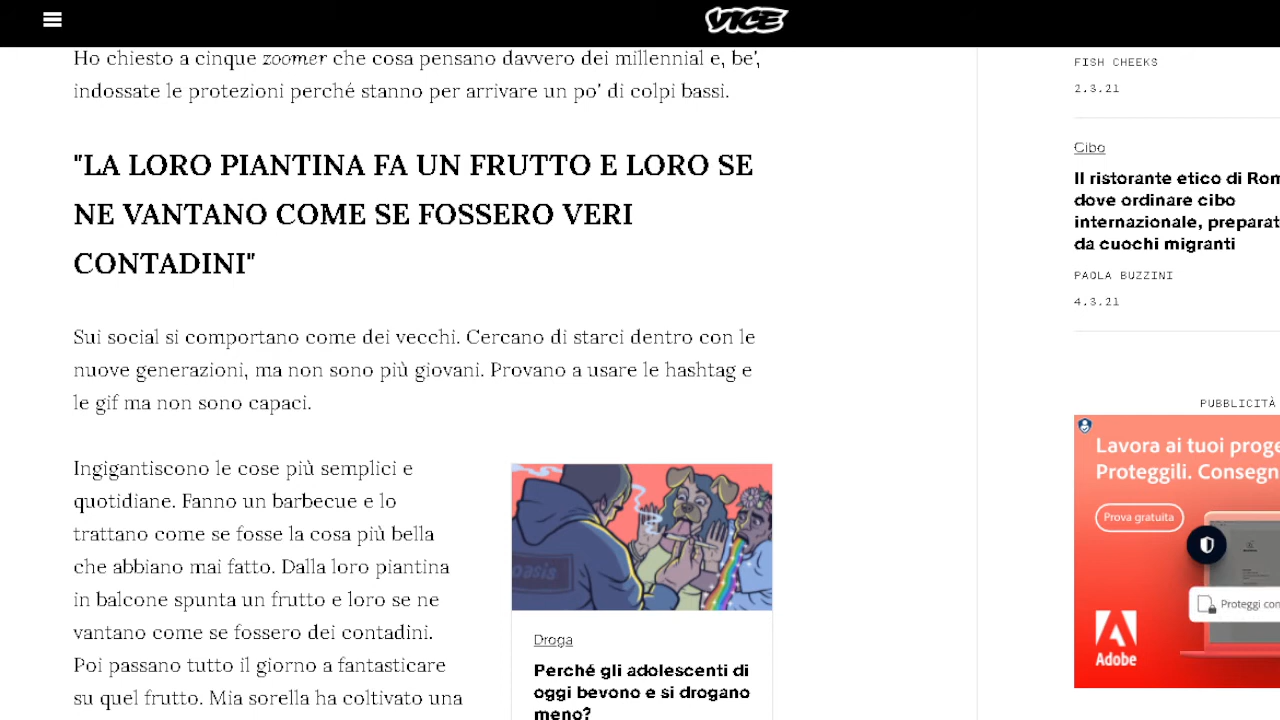 VICE
Ho chiesto a cinque zoomer che cosa pensano davvero dei millennial e, be',
indossate le protezioni perché stanno per arrivare un po' di colpi bassi.
"LA LORO PIANTINA FA UN FRUTTO E LORO SE
NE VANTANO COME SE FOSSERO VERI
CONTADINI"
Sui social si comportano come dei vecchi. Cercano di starci dentro con le
nuove generazioni, ma non sono più giovani. Provano a usare le hashtag e
le gif ma non sono capaci.
Ingigantiscono le cose più semplici e
quotidiane. Fanno un barbecue e lo
trattano come se fosse la cosa più bella
che abbiano mai fatto. Dalla loro piantina
in balcone spunta un frutto e loro se ne
vantano come se fossero dei contadini.
Poi passano tutto il giorno a fantasticare
su quel frutto. Mia sorella ha coltivato una
oasis
Droga
Perché gli adolescenti di
oggi bevono e si drogano
meno?
FISH CHEEKS
2.3.21
Cibo
Il ristorante etico di Rom
dove ordinare cibo
internazionale, preparat
da cuochi migranti
PAOLA BUZZINI
4.3.21
PUBBLICITÀ
Lavora ai tuoi proge
Proteggili. Consegn
Prova gratuita
Proteggi con
Adobe